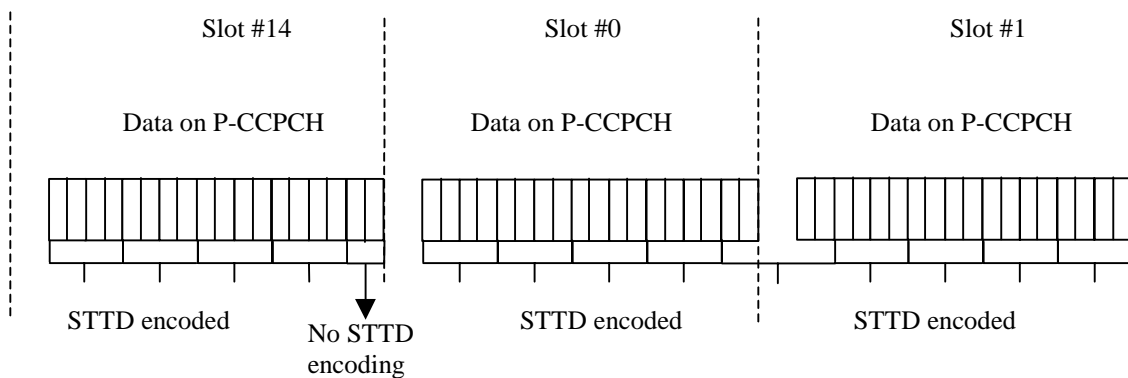 Slot #14
Slot #0
Slot #1
Data on P-CCPCH
Data on P-CCPCH
Data on P-CCPCH
STTD encoded
No STTD
encoding
STTD encoded
STTD encoded